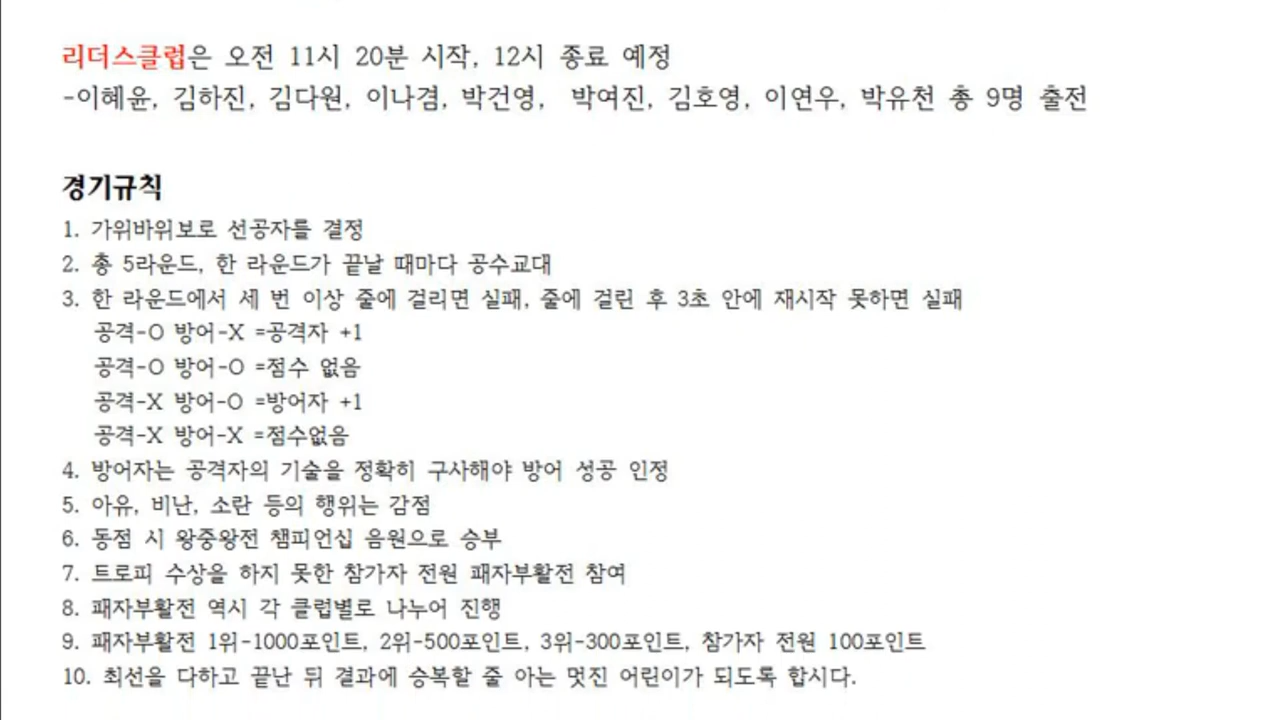 리더스클럽은 오전 11시 20분 시작, 12시 종료 예정
-이혜윤, 김하진, 김다원, 이나겸, 박건영, 박여진, 김호영, 이연우, 박유천 총 9명 출전
경기규칙
1. 가위바위보로 선공자를 결정
2. 총 5라운드, 한 라운드가 끝날 때마다 공수교대
3. 한 라운드에서 세 번 이상 줄에 걸리면 실패, 줄에 걸린 후 3초 안에 재시작 못하면 실패
공격-O 방어-X =공격자 +1
공격-O 방어-O =점수 없음
공격-X 방어-O =방어자 +1
공격-X 방어-X =점수없음
4. 방어자는 공격자의 기술을 정확히 구사해야 방어 성공 인정
5. 아유, 비난, 소란 등의 행위는 감점
6. 동점 시 왕중왕전 챔피언십 음원으로 승부
7. 트로피 수상을 하지 못한 참가자 전원 패자부활전 참여
8. 패자부활전 역시 각 클럽별로 나누어 진행
9. 패자부활전 1위-1000포인트, 2위-500포인트, 3위-300포인트, 참가자 전원 100포인트
10. 최선을 다하고 끝난 뒤 결과에 승복할 줄 아는 멋진 어린이가 되도록 합시다.